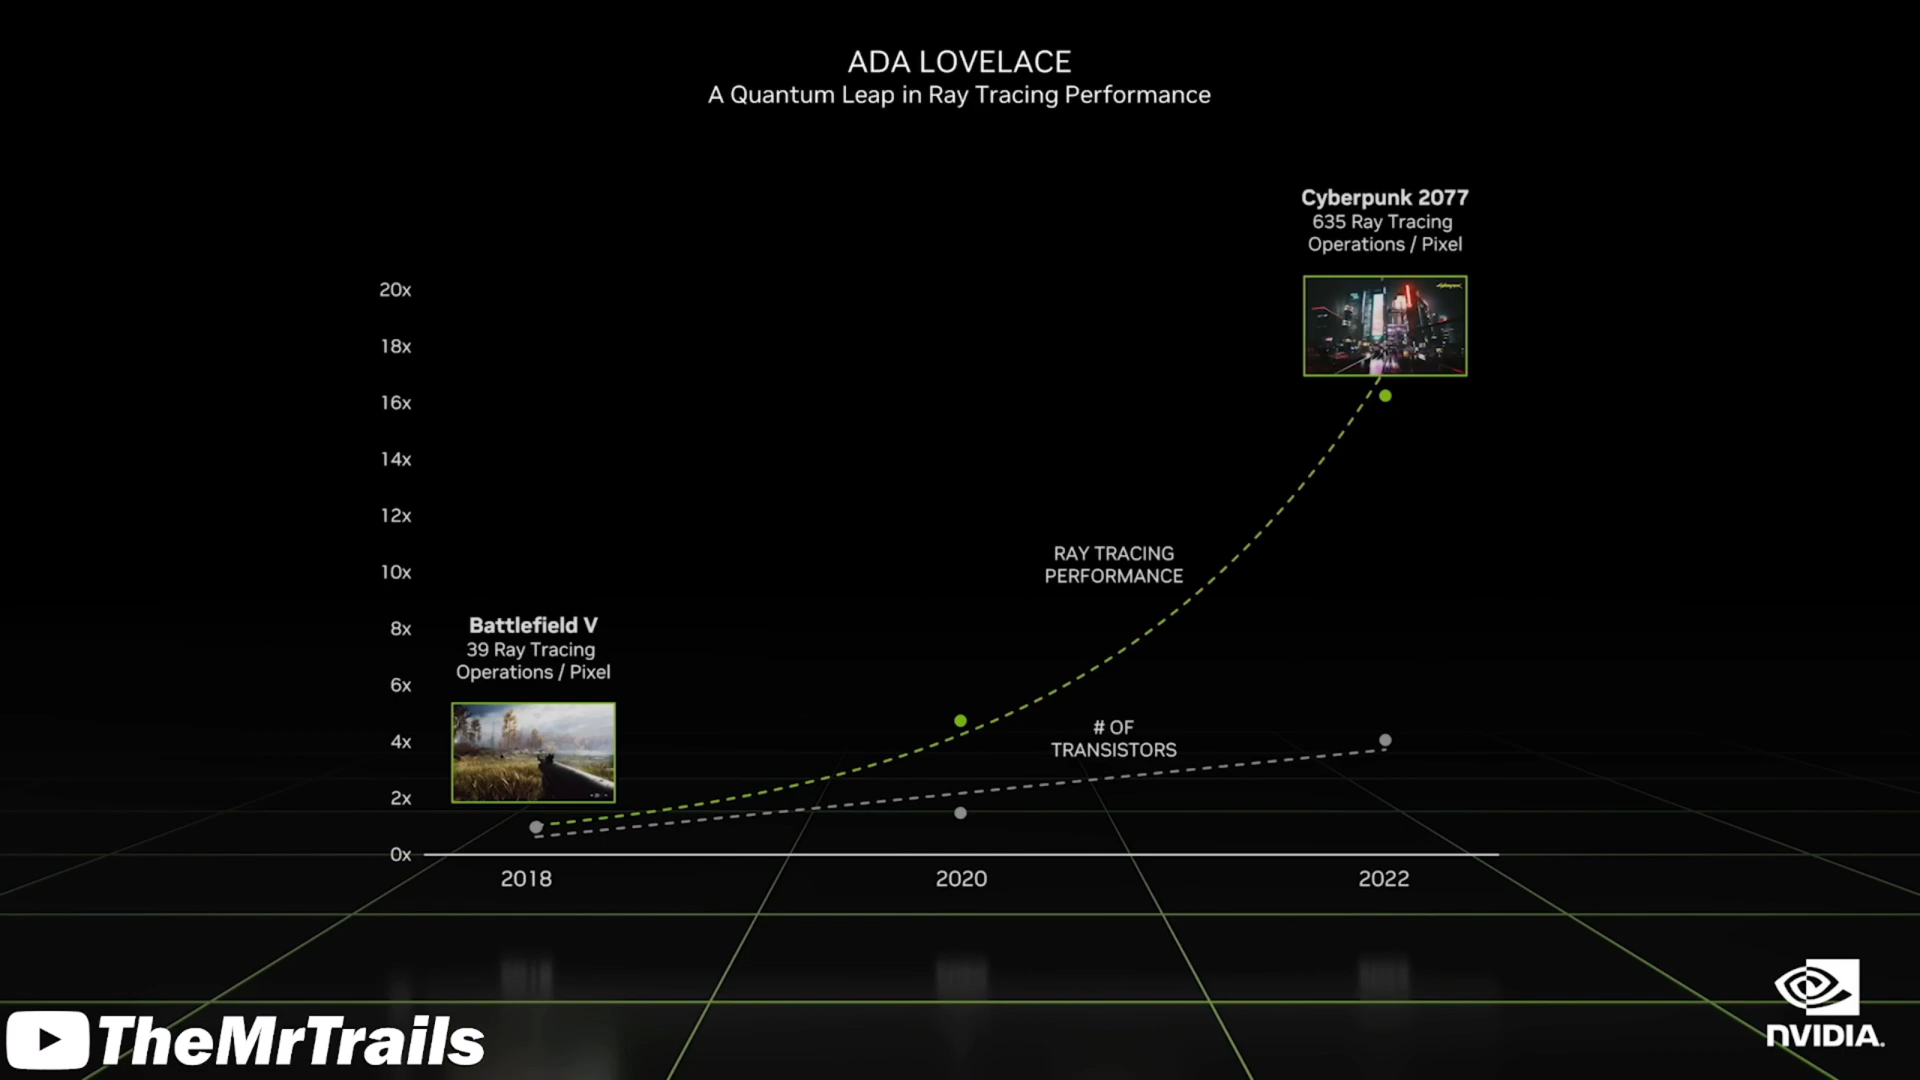 ADA LOVELACE
A Quantum Leap in Ray Tracing Performance
Cyberpunk 2077
635 Ray Tracing
Operations / Pixel
20x
18x
16x
14x
12x
10x
8x
6x
4x
2x
0x
RAY TRACING
PERFORMANCE
Battlefield V
39 Ray Tracing
Operations / Pixel
# OF
TRANSISTORS
2018
2020
2022
TheMrTrails
NVIDIA.